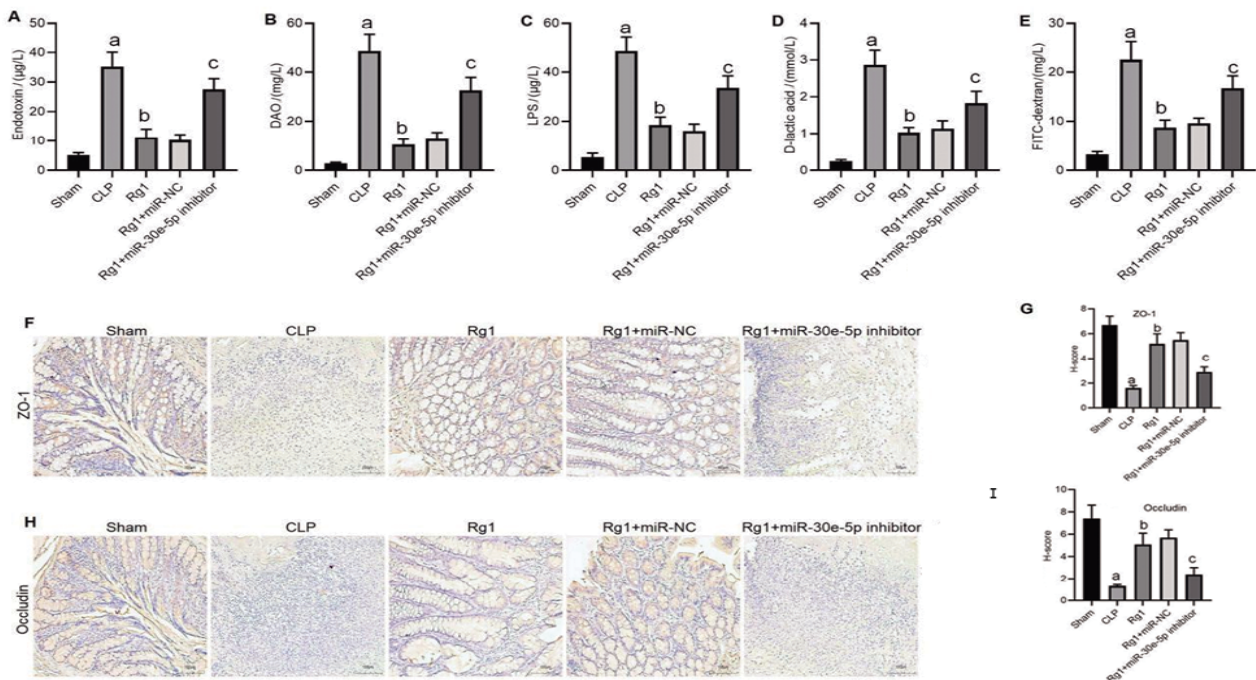 A
Endotoxin/(μg/L)
50
40
30
20
10
0
a
b
c
Sham
CLP
Rg1
Rg1+miR-NC
Rg1+miR-30e-5p inhibitor
B
DAO/(mg/L)
60
40
20
0
a
b
c
Sham
CLP
Rg1
Rg1+miR-NC
Rg1+miR-30e-5p inhibitor
C
LPS/(μg/L)
60
40
20
0
a
b
c
Sham
CLP
Rg1
Rg1+miR-NC
Rg1+miR-30e-5p inhibitor
D
D-lactic acid/(mmol/L)
4
3
2
1
0
a
b
c
Sham
CLP
Rg1
Rg1+miR-NC
Rg1+miR-30e-5p inhibitor
E
FITC-dextran/(mg/L)
30
20
10
0
a
b
c
Sham
CLP
Rg1
Rg1+miR-NC
Rg1+miR-30e-5p inhibitor
F
Sham
CLP
Rg1
Rg1+miR-NC
Rg1+miR-30e-5p inhibitor
ZO-1
G
ZO-1
H-score
8
6
4
2
0
a
b
c
Sham
CLP
Rg1
Rg1+miR-NC
Rg1+miR-30e-5p inhibitor
H
Sham
CLP
Rg1
Rg1+miR-NC
Rg1+miR-30e-5p inhibitor
Occludin
I
Occludin
H-score
10
8
6
4
2
0
a
b
c
Sham
CLP
Rg1
Rg1+miR-NC
Rg1+miR-30e-5p inhibitor